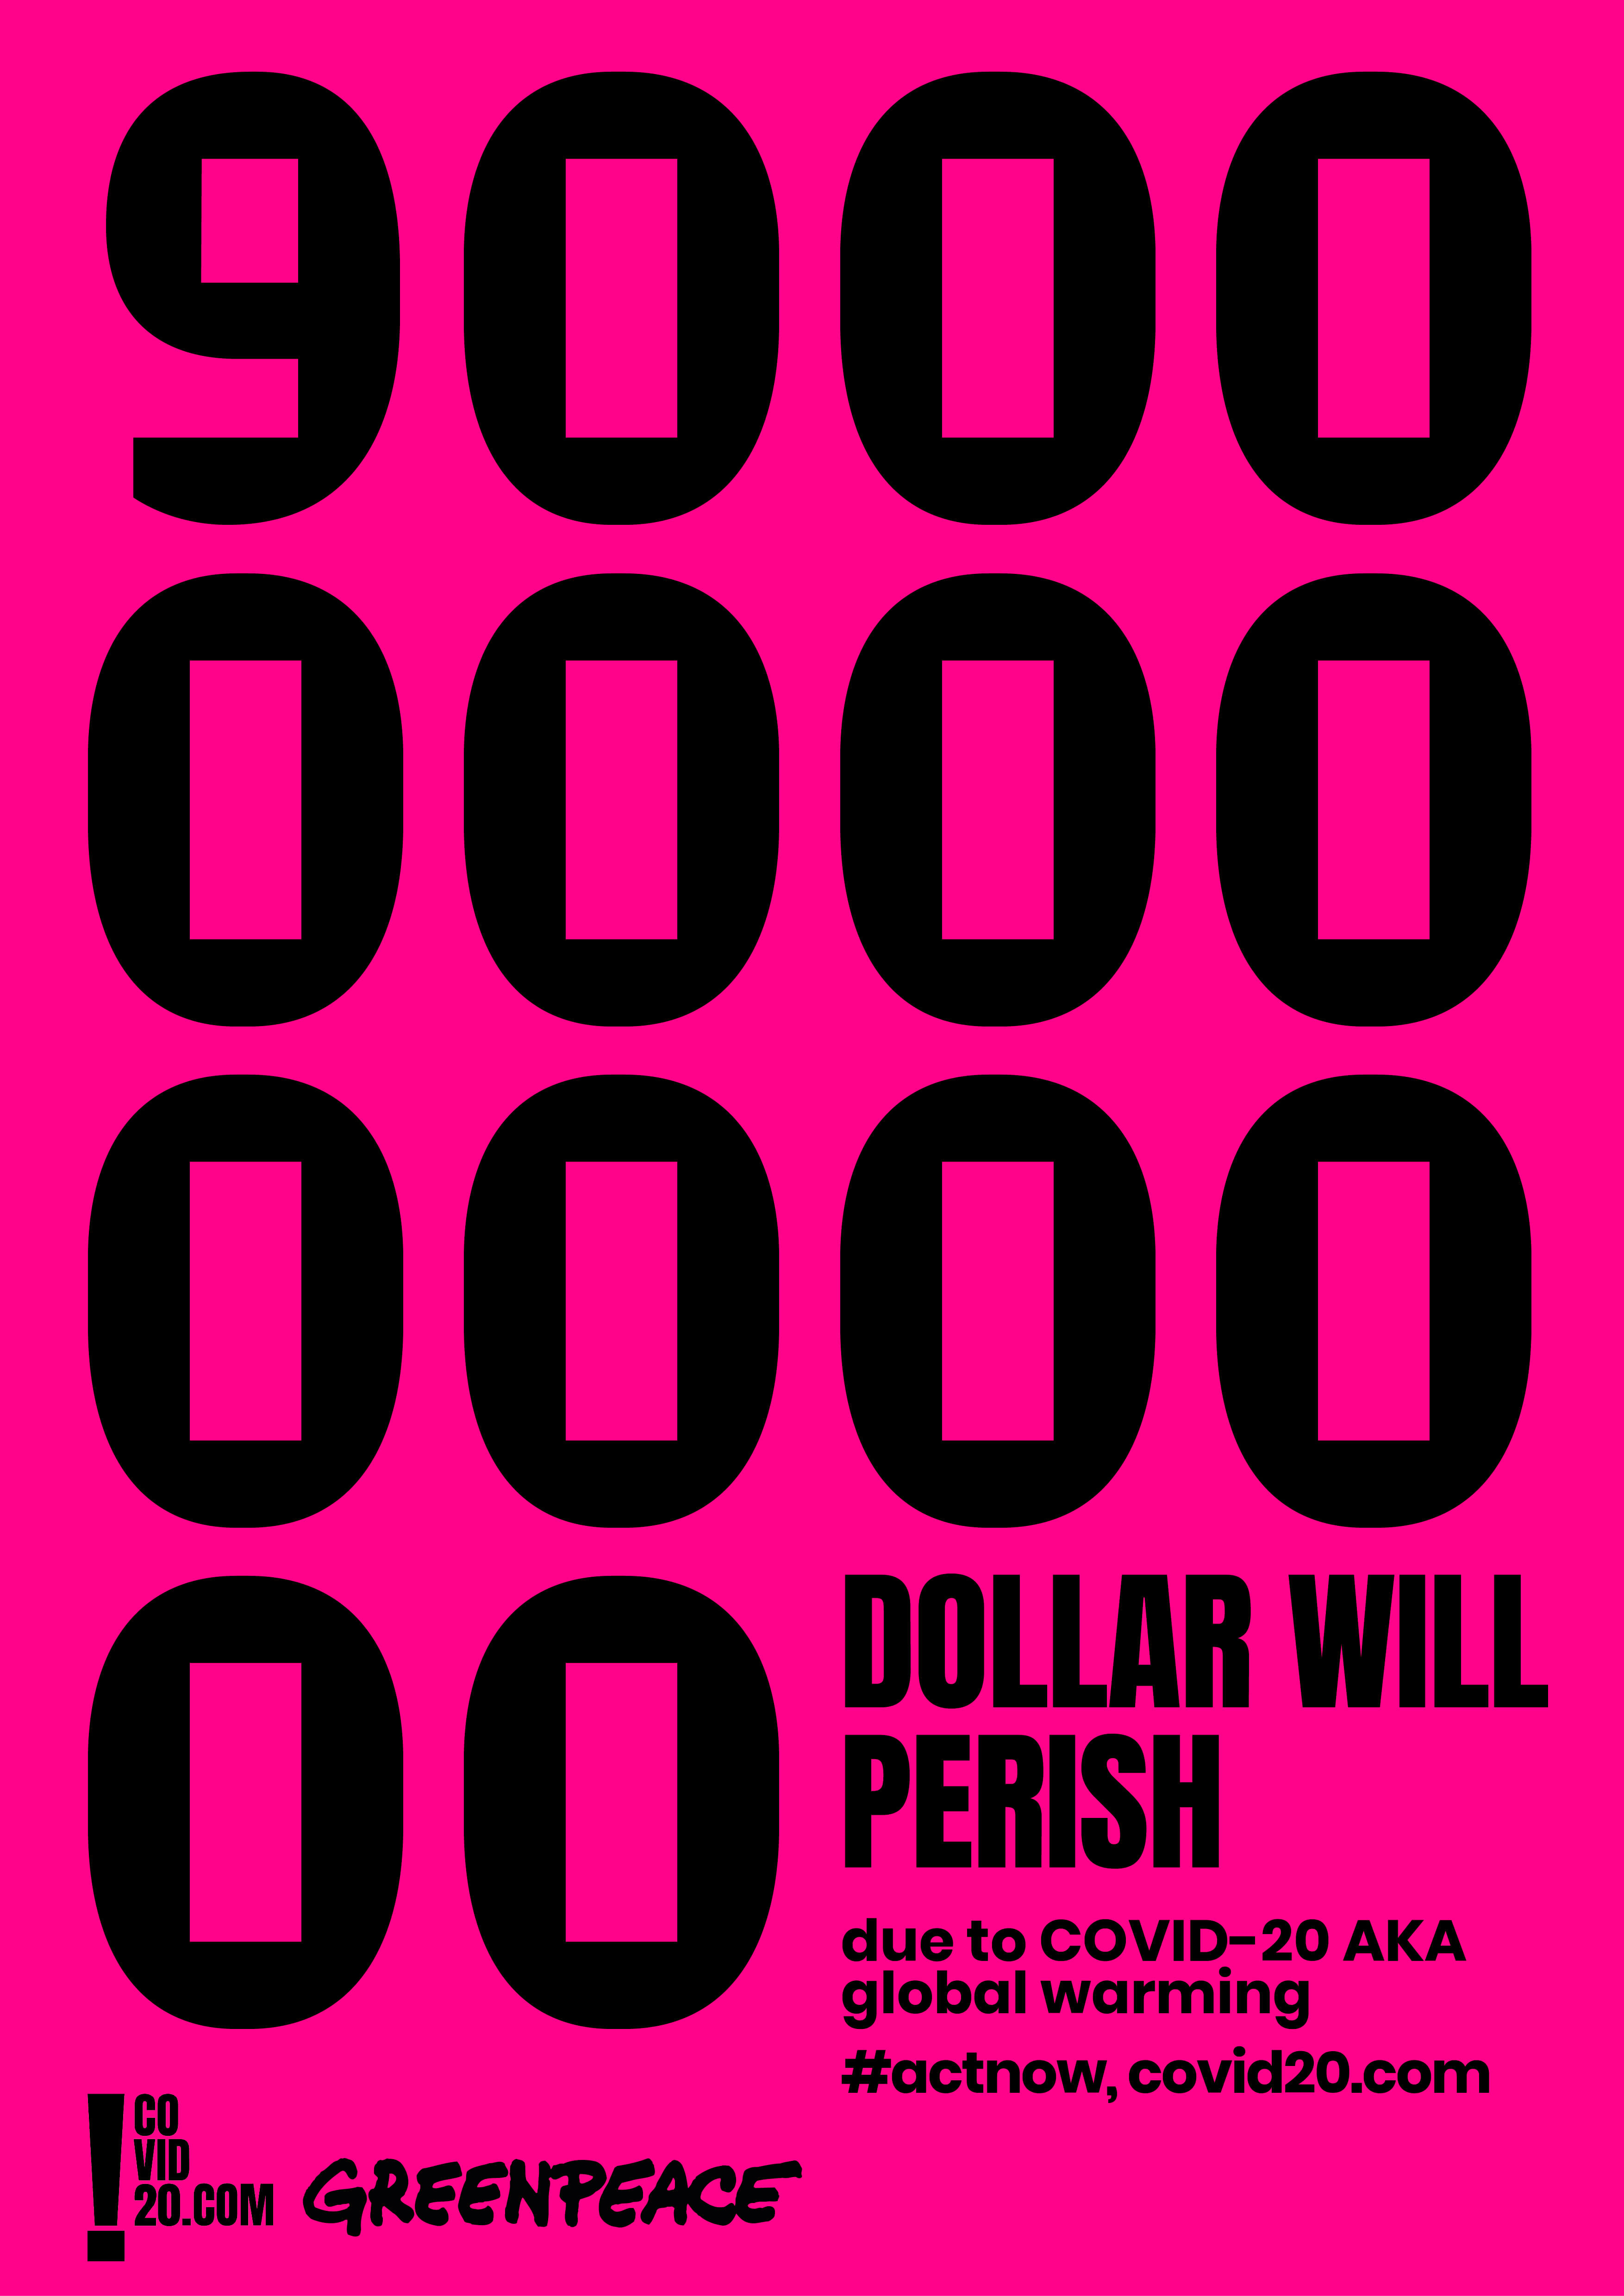 9000
0000
0000
00
DOLLAR WILL
PERISH
due to COVID-20 AKA
global warming
#actnow, covid20.com
! CO
VID
20.COM
GREENPEACE